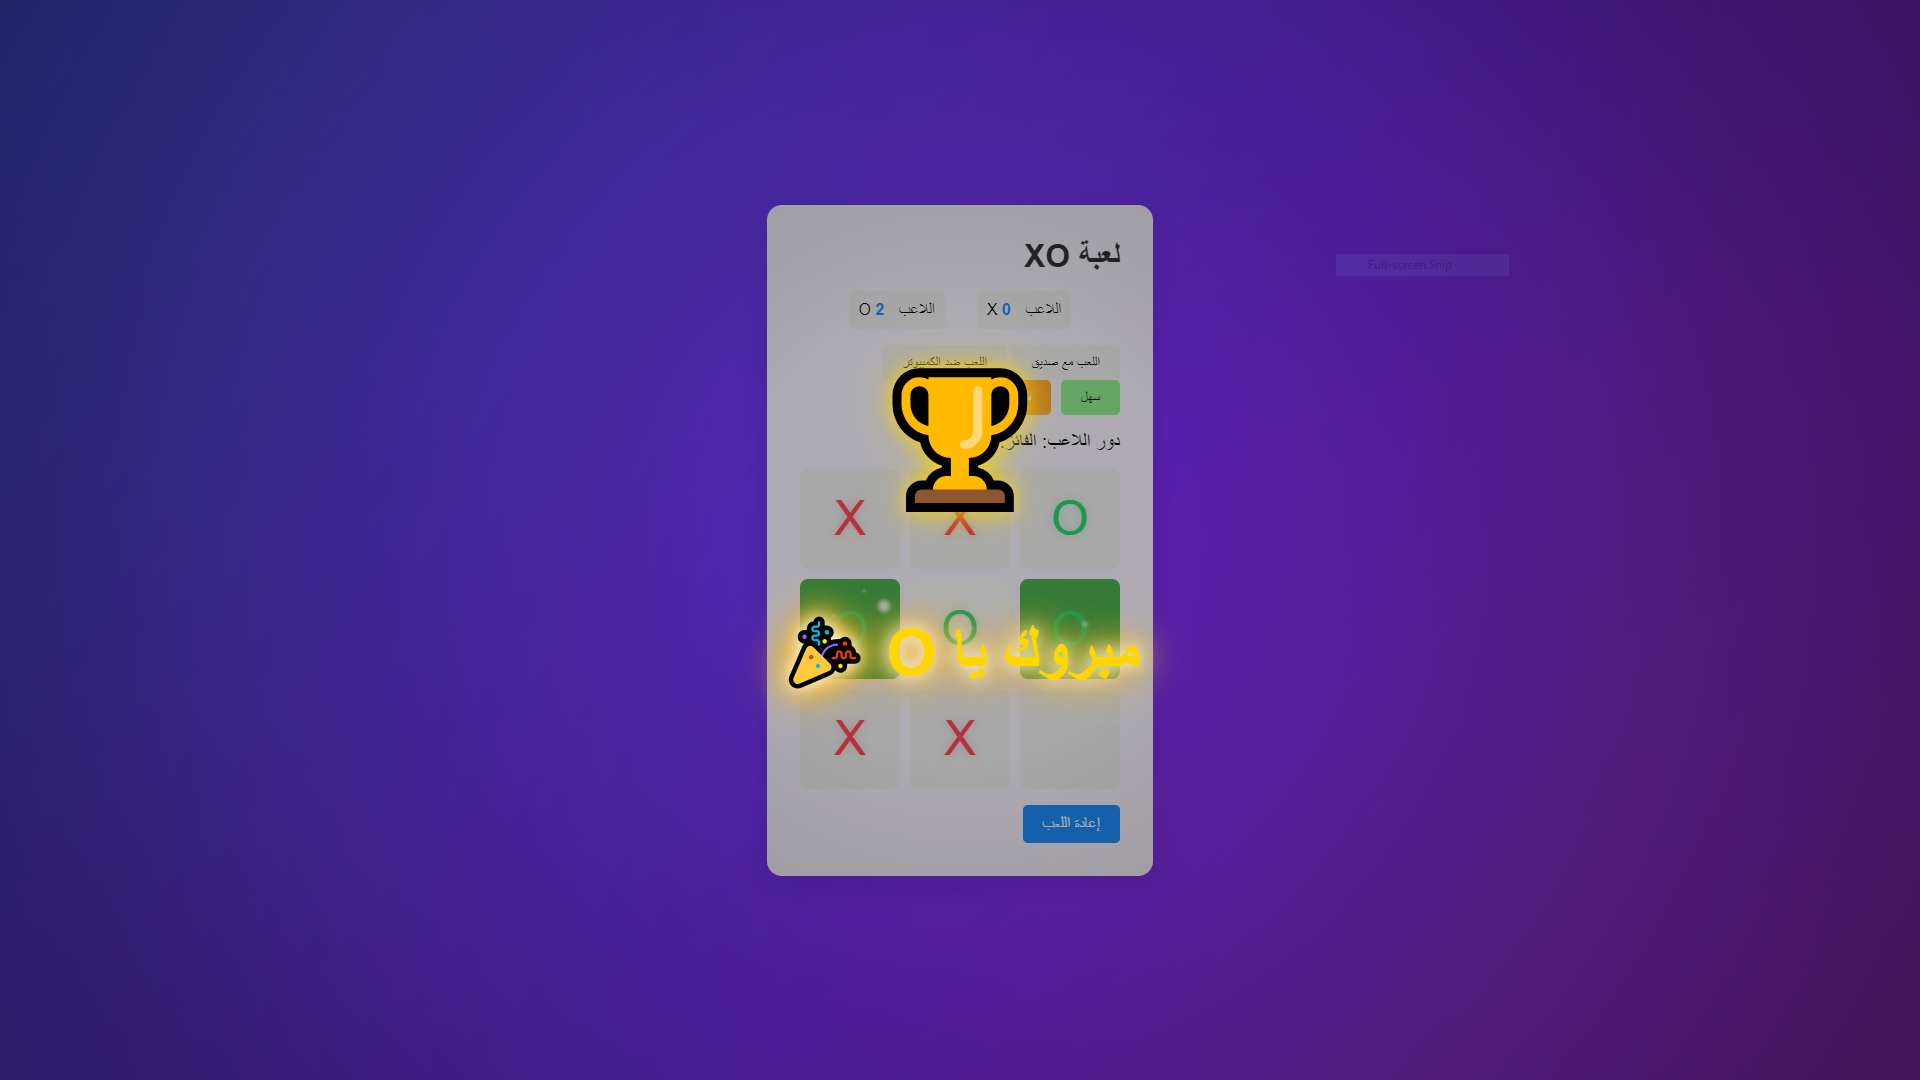 لعبة XO
اللاعب X 0
اللاعب O 2
Full-screen Snip
اللعب مع صديق
اللعب ضد الكمبيوتر
سهل
دور اللاعب: الفائز:
O X X
O O O
مبروك يا O 🎉
X X
إعادة اللعب